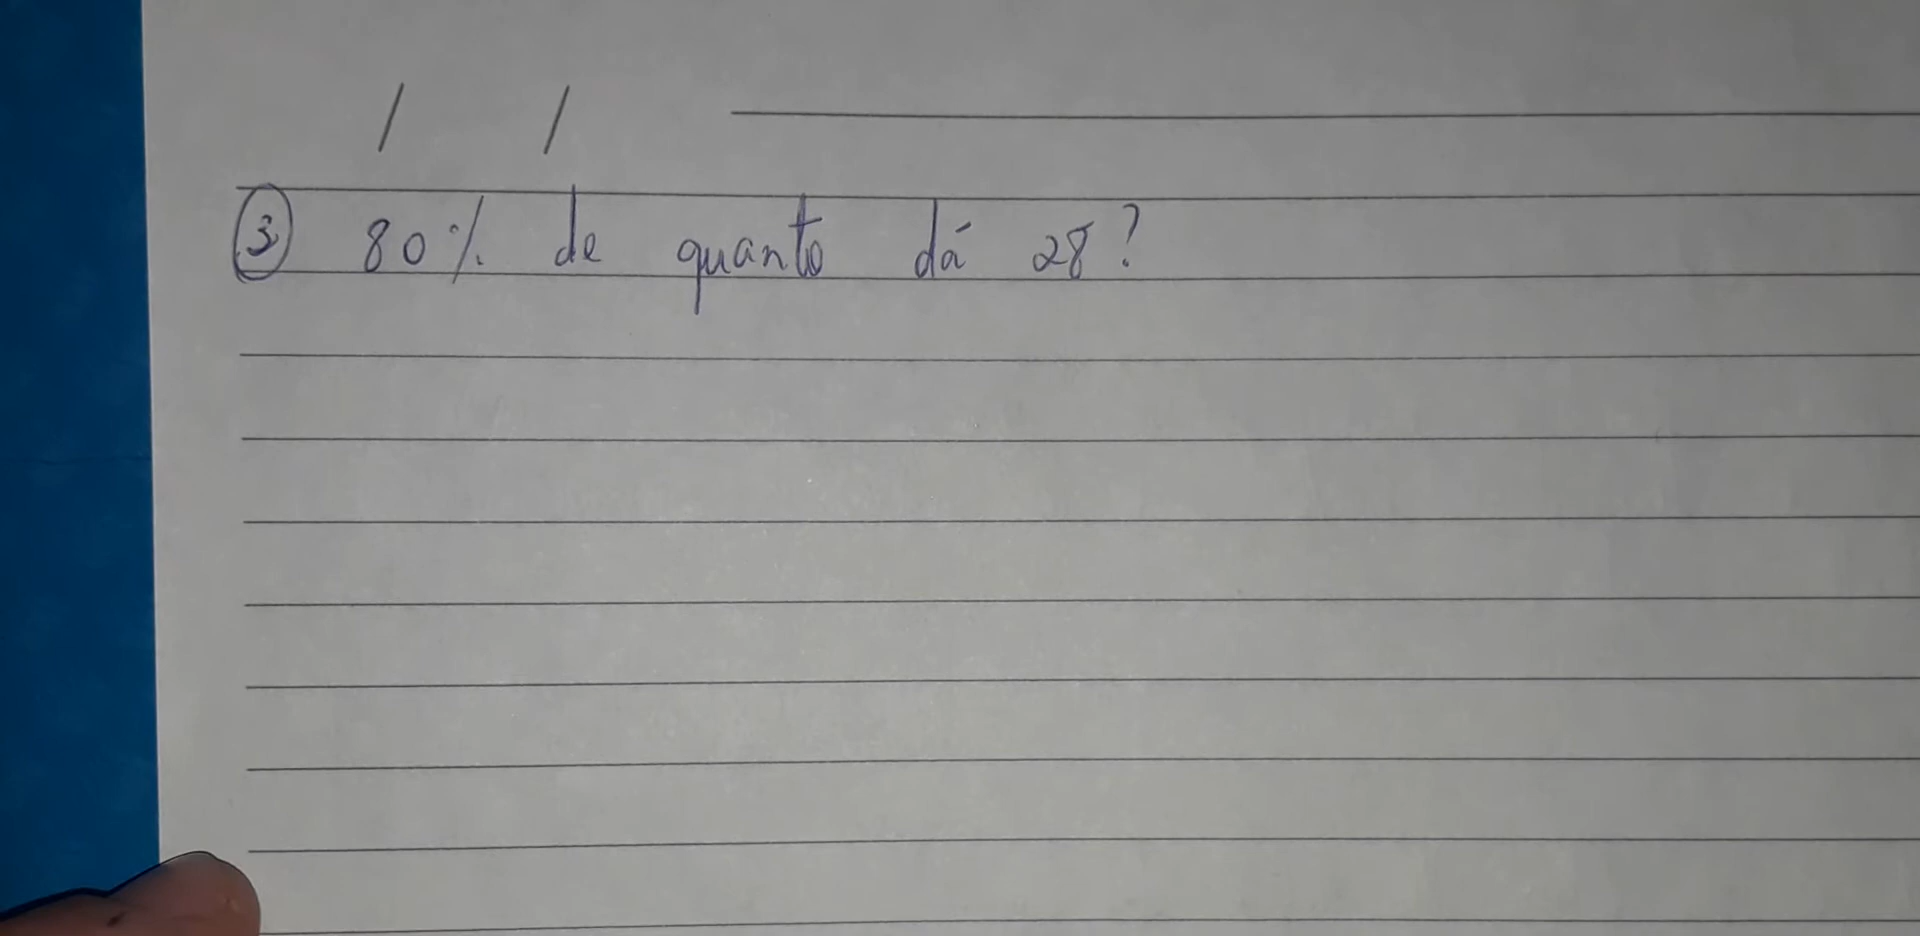 / /
③ 80% de quanto dá 28?